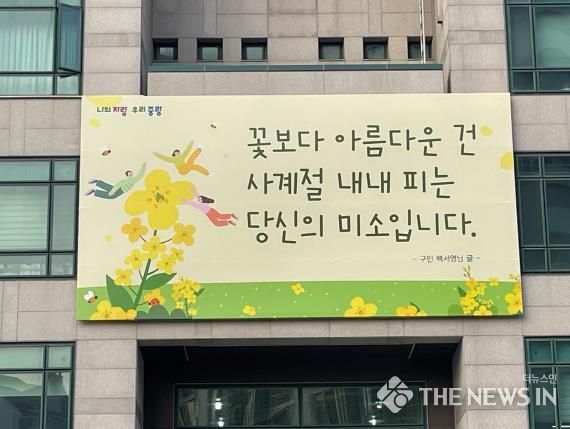 나의 자랑 우리 중랑
꽃보다 아름다운 건
사계절 내내 피는
당신의 미소입니다.
- 구민 백서영님 글 -
더뉴스인
THE NEWS IN